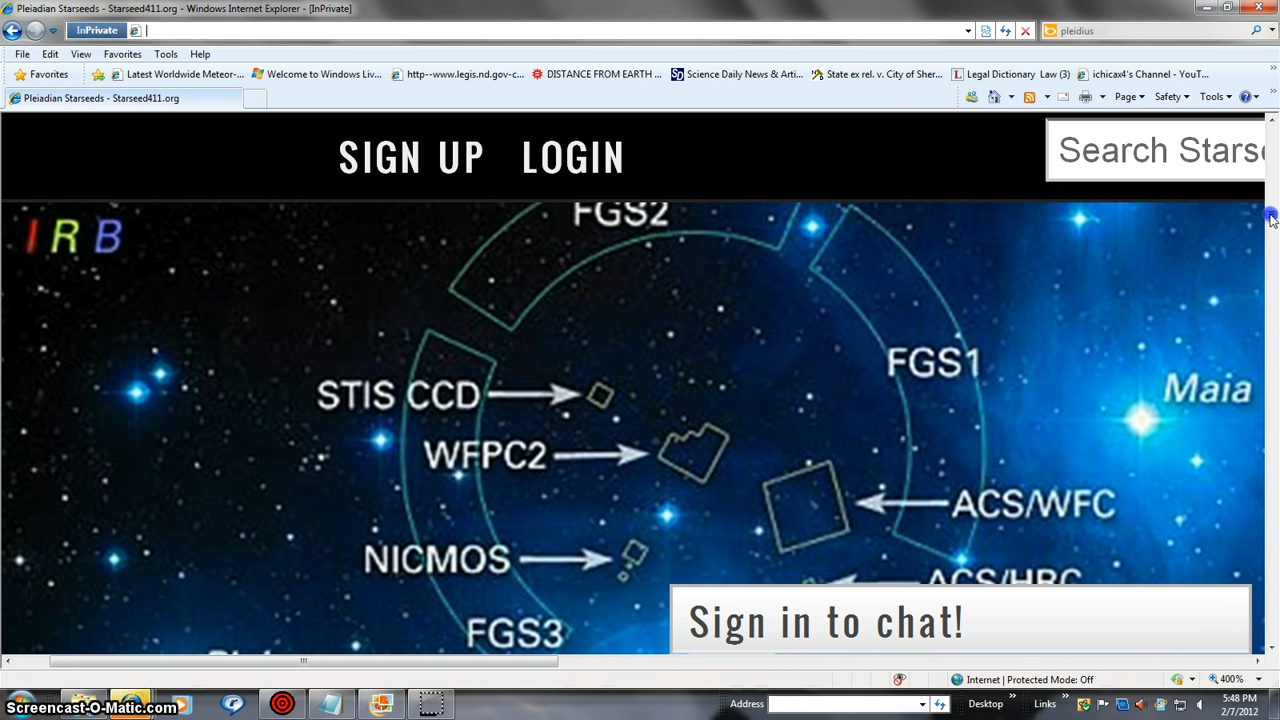 Pleiadian Starseeds - Starseed411.org - Windows Internet Explorer - [InPrivate]
InPrivate
pleidius
File Edit View Favorites Tools Help
Favorites Latest Worldwide Meteor-... Welcome to Windows Liv... http--www.legis.nd.gov-c... DISTANCE FROM EARTH ... Science Daily News & Arti... State ex rel. v. City of Sher... Legal Dictionary Law (3) ichicax4's Channel - YouT...
Pleiadian Starseeds - Starseed411.org
Page Safety Tools
SIGN UP LOGIN
Search Starse
IRB
FGS2
FGS1
Maia
STIS CCD
WFPC2
ACS/WFC
NICMOS
ACS/HRC
FGS3
Sign in to chat!
Internet | Protected Mode: Off
400%
Address
Desktop
Links
5:48 PM
2/7/2012
Screencast-O-Matic.com